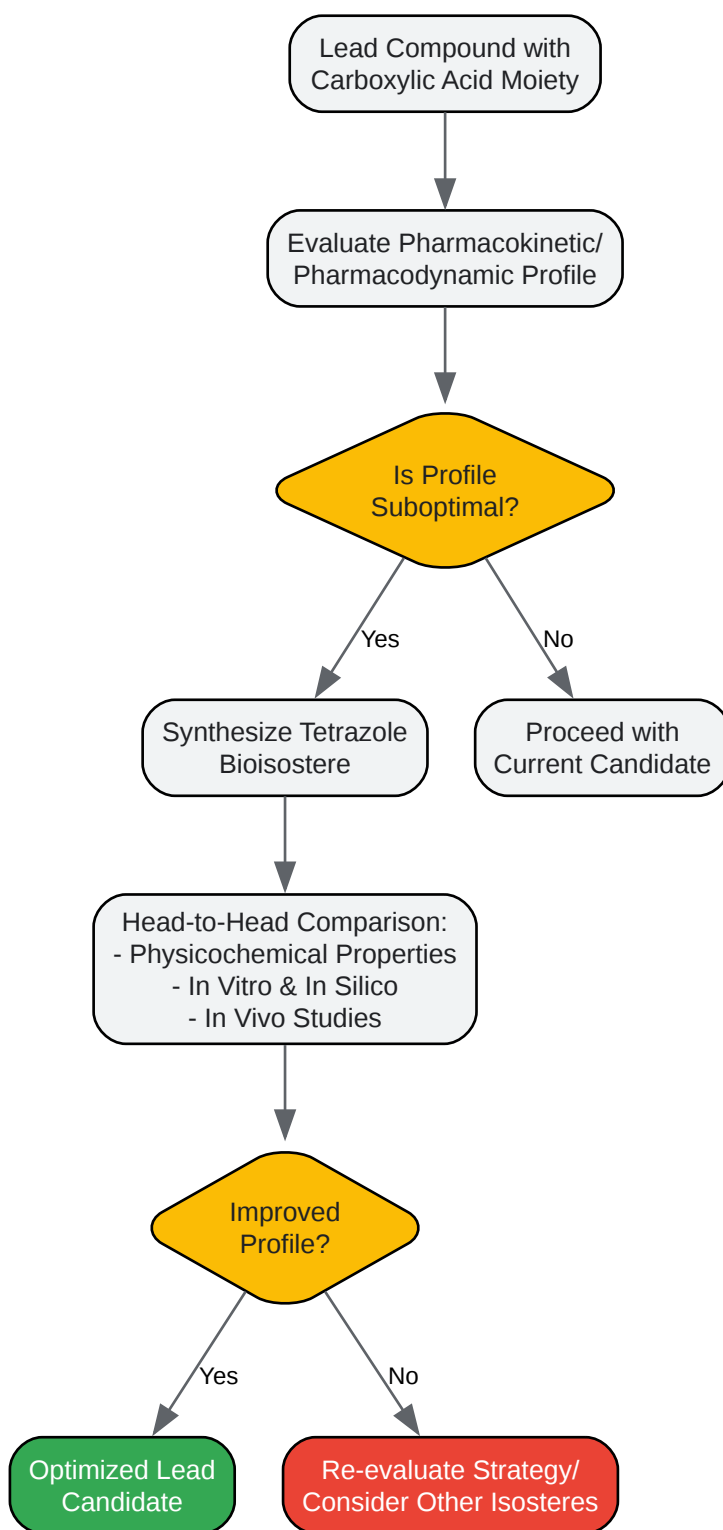 Lead Compound with
Carboxylic Acid Moiety
Evaluate Pharmacokinetic/
Pharmacodynamic Profile
Is Profile
Suboptimal?
Yes
No
Synthesize Tetrazole
Bioisostere
Proceed with
Current Candidate
Head-to-Head Comparison:
- Physicochemical Properties
- In Vitro & In Silico
- In Vivo Studies
Improved
Profile?
Yes
No
Optimized Lead
Candidate
Re-evaluate Strategy/
Consider Other Isosteres